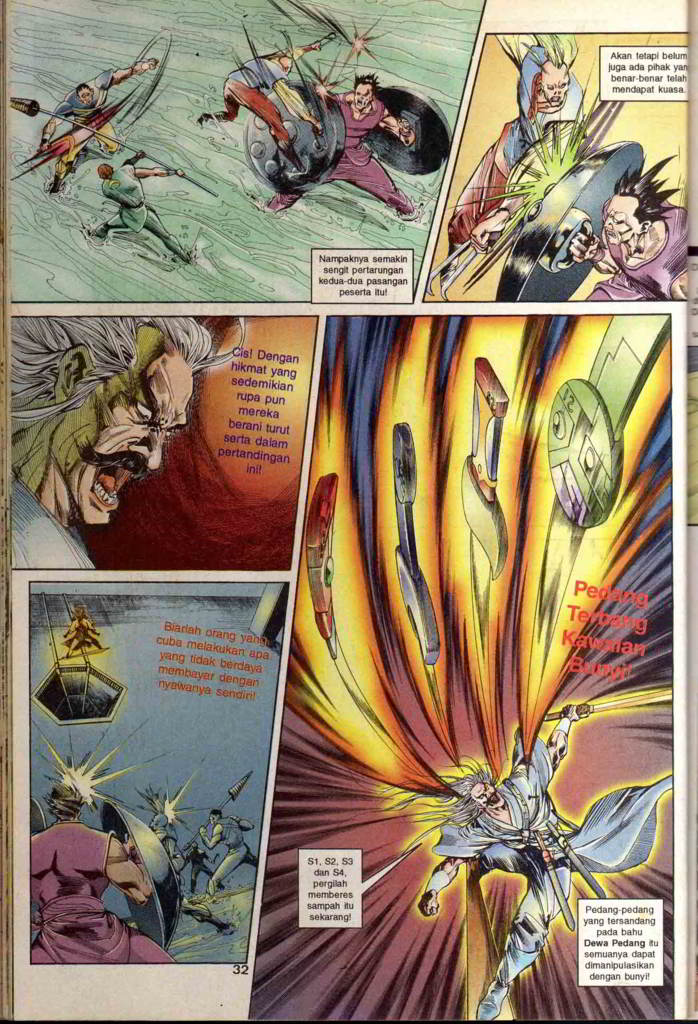 Nampaknya semakin
sengit pertarungan
kedua-dua pasangan
peserta itu!
Akan tetapi belum
juga ada pihak yan
benar-benar telah
mendapat kuasa.
Cis! Dengan
hikmat yang
sedemikian
rupa pun
mereka
berani turut
serta dalam
pertandingan
ini!
Biarlah orang yang
cuba melakukan apa
yang tidak berdaya
membayar dengan
nyawanya sendiri!
Pedang
Terbang
Kawalan
Bunyi!
S1, S2, S3
dan S4,
pergilah
memberes
sampah itu
sekarang!
Pedang-pedang
yang tersandang
pada bahu
Dewa Pedang itu
semuanya dapat
dimanipulasikan
dengan bunyi!
32